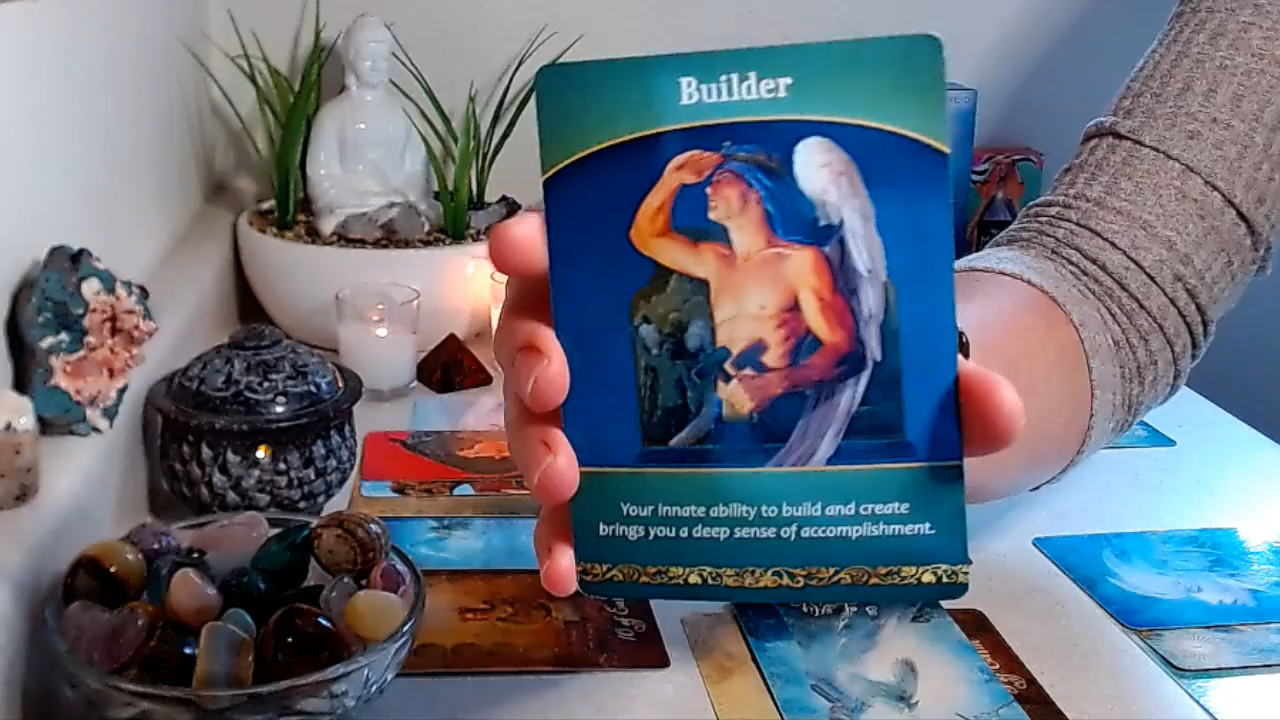 Builder
Your innate ability to build and create
brings you a deep sense of accomplishment.